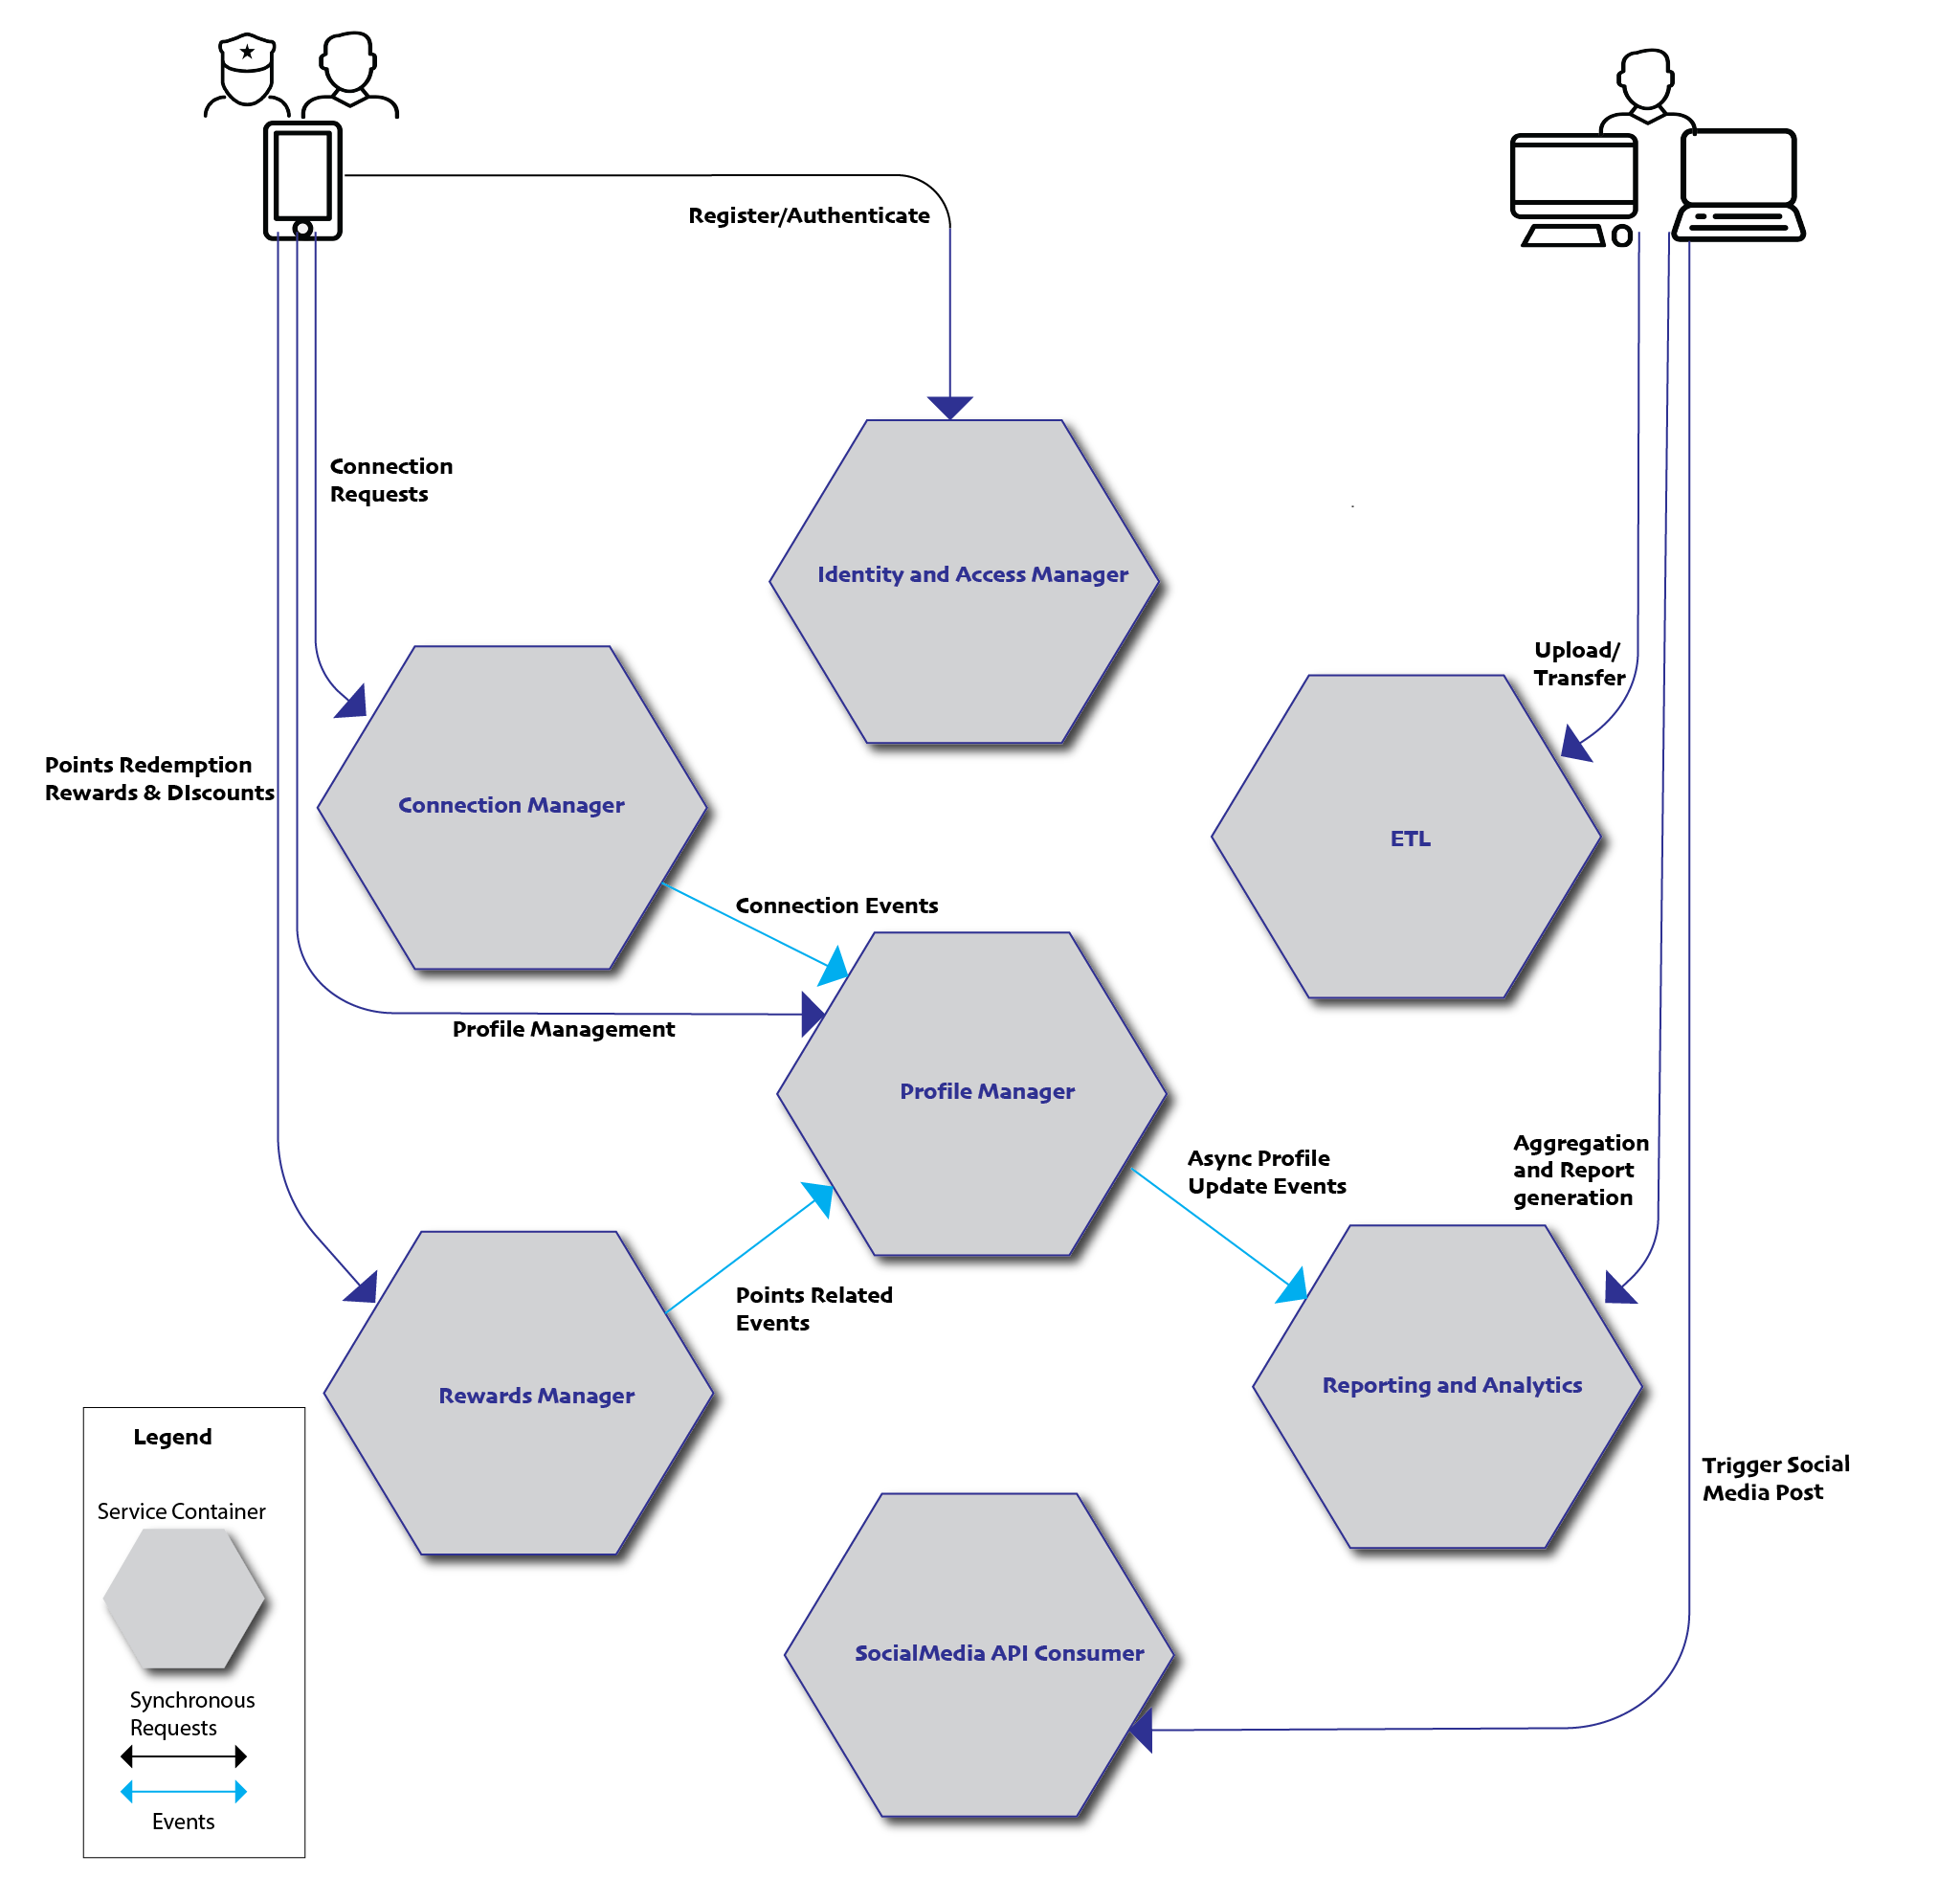 Register/Authenticate
Connection
Requests
Identity and Access Manager
Upload/
Transfer
Points Redemption
Rewards & DIscounts
Connection Manager
ETL
Connection Events
Profile Management
Profile Manager
Async Profile
Update Events
Aggregation
and Report
generation
Points Related
Events
Rewards Manager
Reporting and Analytics
Trigger Social
Media Post
SocialMedia API Consumer
Legend
Service Container
Synchronous
Requests
Events